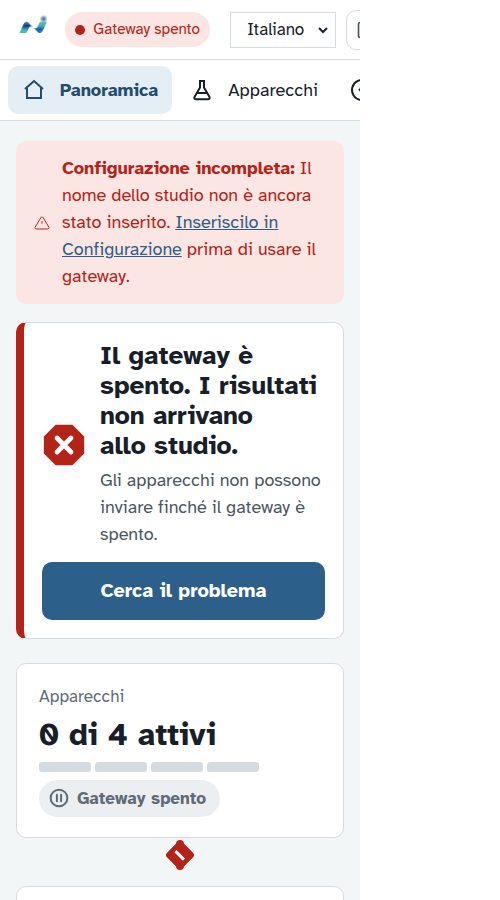 Gateway spento
Italiano
Panoramica
Apparecchi
Configurazione incompleta: Il
nome dello studio non è ancora
stato inserito. Inseriscilo in
Configurazione prima di usare il
gateway.
Il gateway è
spento. I risultati
non arrivano
allo studio.
Gli apparecchi non possono
inviare finché il gateway è
spento.
Cerca il problema
Apparecchi
0 di 4 attivi
Gateway spento